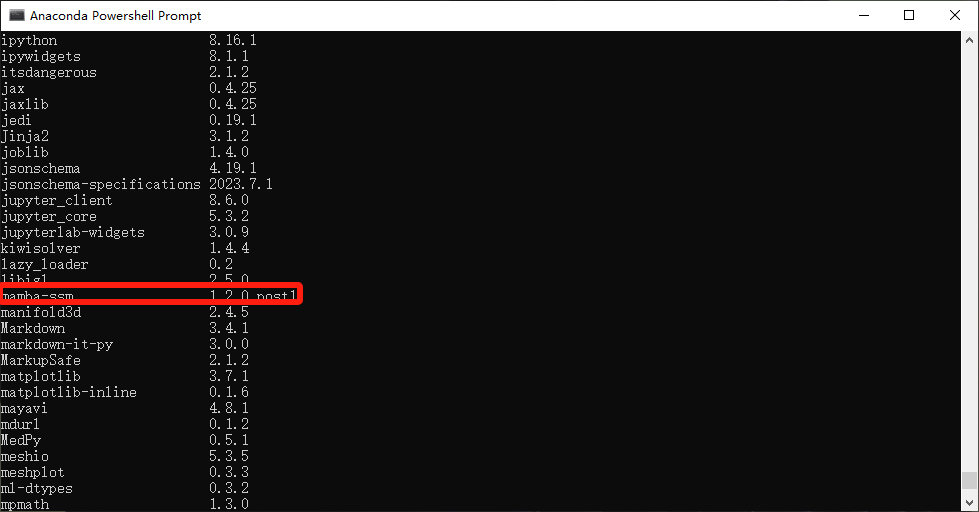 Anaconda Powershell Prompt
ipython 8.16.1
ipywidgets 8.1.1
itsdangerous 2.1.2
jax 0.4.25
jaxlib 0.4.25
jedi 0.19.1
Jinja2 3.1.2
joblib 1.4.0
jsonschema 4.19.1
jsonschema-specifications 2023.7.1
jupyter_client 8.6.0
jupyter_core 5.3.2
jupyterlab-widgets 3.0.9
kiwisolver 1.4.4
lazy_loader 0.2
libigl 2.5.0
mamba-ssm 1.2.0.post1
manifold3d 2.4.5
Markdown 3.4.1
markdown-it-py 3.0.0
MarkupSafe 2.1.2
matplotlib 3.7.1
matplotlib-inline 0.1.6
mayavi 4.8.1
mdurl 0.1.2
MedPy 0.5.1
meshio 5.3.5
meshplot 0.3.3
ml-dtypes 0.3.2
mpmath 1.3.0